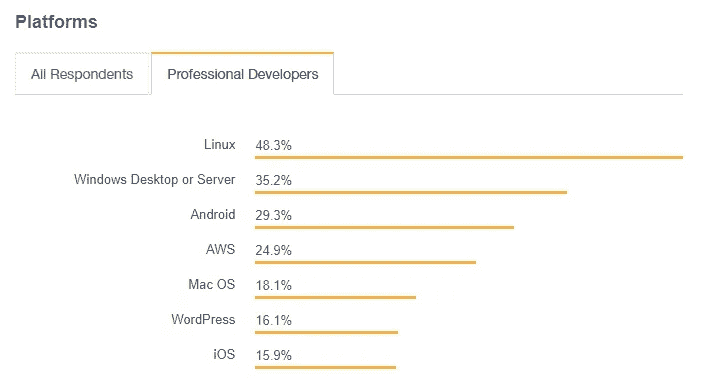 Platforms
All Respondents
Professional Developers
Linux 48.3%
Windows Desktop or Server 35.2%
Android 29.3%
AWS 24.9%
Mac OS 18.1%
WordPress 16.1%
iOS 15.9%